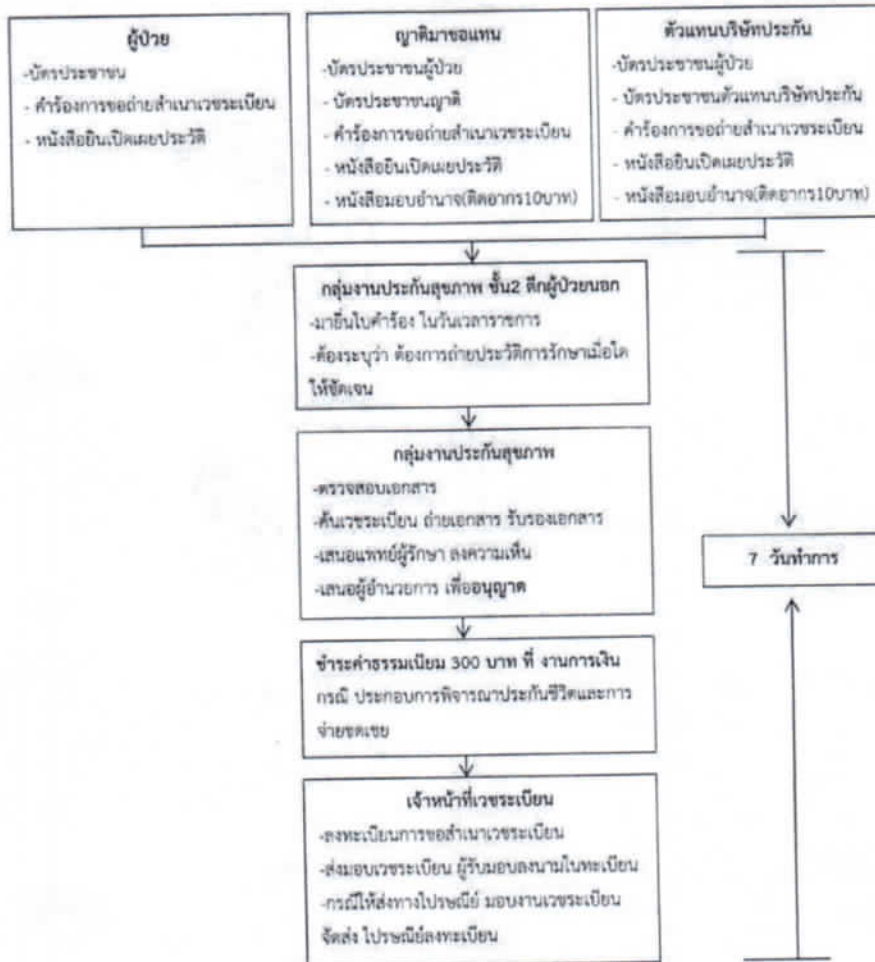 ผู้ป่วย
-บัตรประชาชน
- คำร้องการขอถ่ายสำเนาเวชระเบียน
- หนังสือยินเปิดเผยประวัติ
ญาติมาขอแทน
-บัตรประชาชนผู้ป่วย
- บัตรประชาชนญาติ
- คำร้องการขอถ่ายสำเนาเวชระเบียน
- หนังสือยินเปิดเผยประวัติ
- หนังสือมอบอำนาจ(ติดอากร10บาท)
ตัวแทนบริษัทประกัน
-บัตรประชาชนผู้ป่วย
- บัตรประชาชนตัวแทนบริษัทประกัน
- คำร้องการขอถ่ายสำเนาเวชระเบียน
- หนังสือยินเปิดเผยประวัติ
- หนังสือมอบอำนาจ(ติดอากร10บาท)
กลุ่มงานประกันสุขภาพ ชั้น2 ตึกผู้ป่วยนอก
-มายื่นใบคำร้อง ในวันเวลาราชการ
-ต้องระบุว่า ต้องการถ่ายประวัติการรักษาเมื่อใด
ให้ชัดเจน
กลุ่มงานประกันสุขภาพ
-ตรวจสอบเอกสาร
-ค้นเวชระเบียน ถ่ายเอกสาร รับรองเอกสาร
-เสนอแพทย์ผู้รักษา ลงความเห็น
-เสนอผู้อำนวยการ เพื่ออนุญาต
7 วันทำการ
ชำระค่าธรรมเนียม 300 บาท ที่ งานการเงิน
กรณี ประกอบการพิจารณาประกันชีวิตและการ
จ่ายชดเชย
เจ้าหน้าที่เวชระเบียน
-ลงทะเบียนการขอสำเนาเวชระเบียน
-ส่งมอบเวชระเบียน ผู้รับมอบลงนามในทะเบียน
-กรณีให้ส่งทางไปรษณีย์ มอบงานเวชระเบียน
จัดส่ง ไปรษณีย์ลงทะเบียน